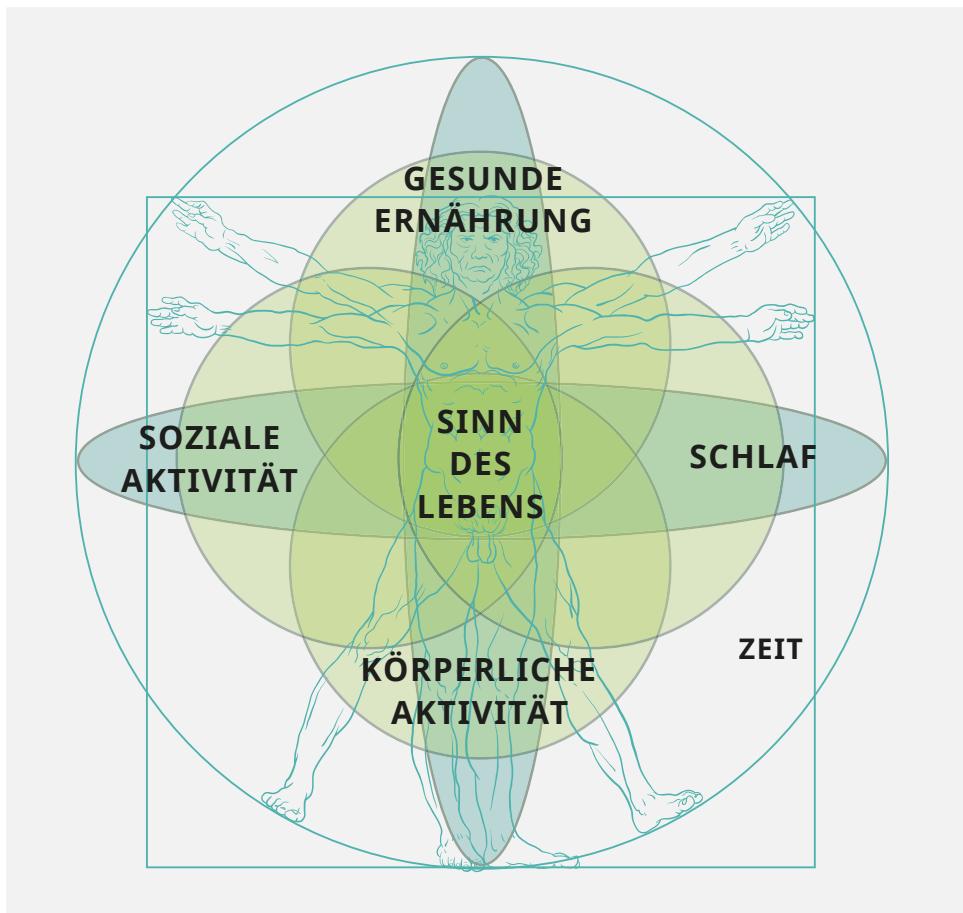 GESUNDE
ERNÄHRUNG
SOZIALE
AKTIVITÄT
SINN
DES
LEBENS
SCHLAF
ZEIT
KÖRPERLICHE
AKTIVITÄT